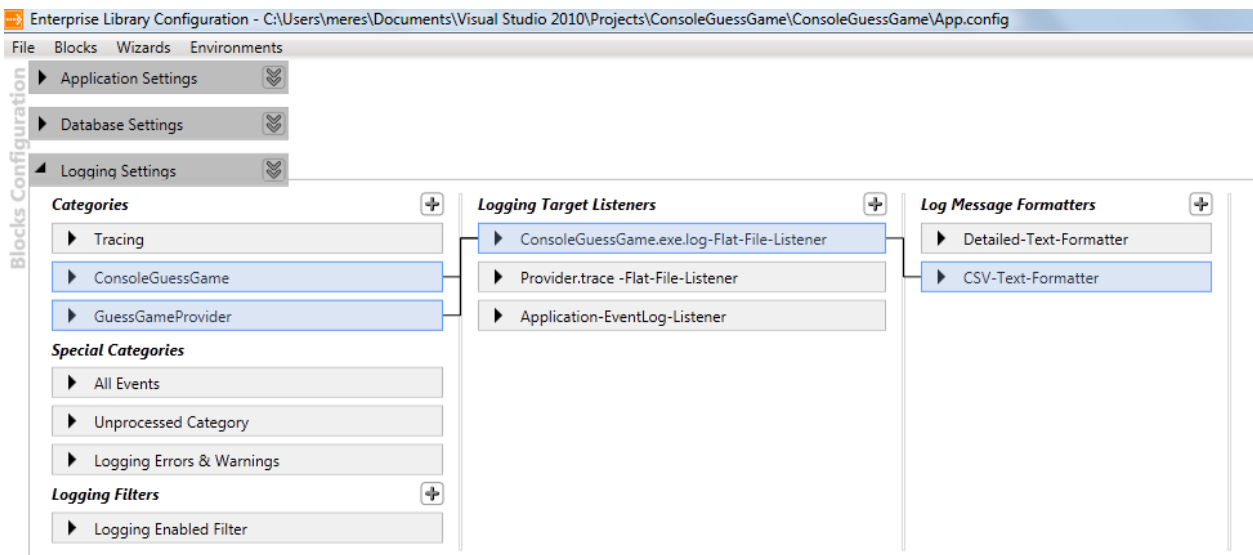 Enterprise Library Configuration - C:\Users\meres\Documents\Visual Studio 2010\Projects\ConsoleGuessGame\ConsoleGuessGame\App.config
File Blocks Wizards Environments
Blocks Configuration
Application Settings
Database Settings
Logging Settings
Categories
Tracing
ConsoleGuessGame
GuessGameProvider
Special Categories
All Events
Unprocessed Category
Logging Errors & Warnings
Logging Filters
Logging Enabled Filter
Logging Target Listeners
ConsoleGuessGame.exe.log-Flat-File-Listener
Provider.trace -Flat-File-Listener
Application-EventLog-Listener
Log Message Formatters
Detailed-Text-Formatter
CSV-Text-Formatter